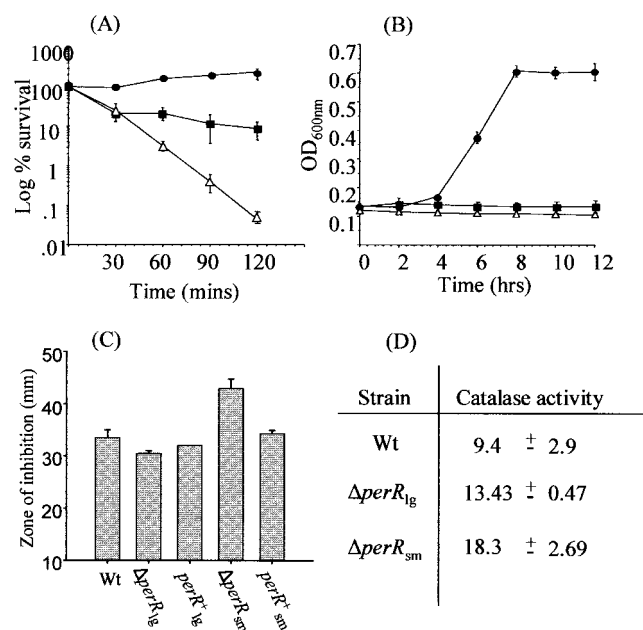 (A)
Log % survival
1000
100
10
1
.1
.01
30 60 90 120
Time (mins)
(B)
OD600nm
0.7
0.6
0.5
0.4
0.3
0.2
0.1
0 2 4 6 8 10 12
Time (hrs)
(C)
Zone of inhibition (mm)
50
40
30
20
10
Wt ΔperRlg perR+lg ΔperRsm perR+sm
(D)
Strain Catalase activity
Wt 9.4 ± 2.9
ΔperRlg 13.43 ± 0.47
ΔperRsm 18.3 ± 2.69